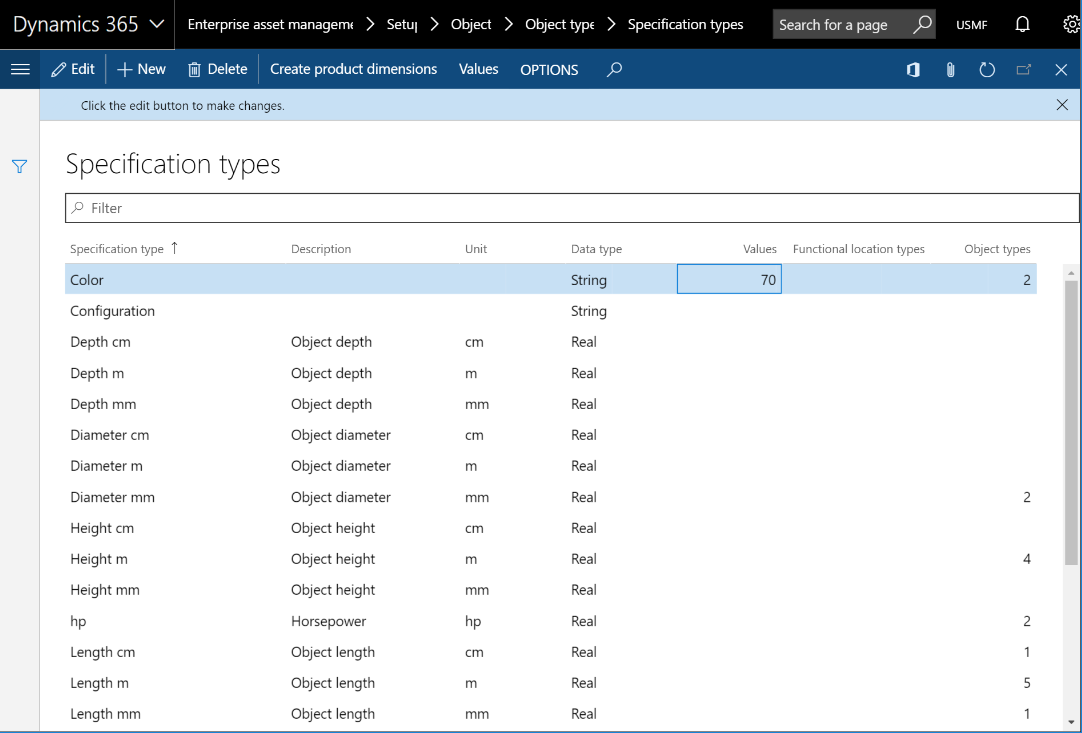 Dynamics 365 Enterprise asset manageme Setu Object Object type Specification types Search for a page USMF
Edit New Delete Create product dimensions Values OPTIONS
Click the edit button to make changes.
Specification types
Filter
Specification type Description Unit Data type Values Functional location types Object types
Color String 70 2
Configuration String
Depth cm Object depth cm Real
Depth m Object depth m Real
Depth mm Object depth mm Real
Diameter cm Object diameter cm Real
Diameter m Object diameter m Real
Diameter mm Object diameter mm Real 2
Height cm Object height cm Real
Height m Object height m Real 4
Height mm Object height mm Real
hp Horsepower hp Real 2
Length cm Object length cm Real 1
Length m Object length m Real 5
Length mm Object length mm Real 1